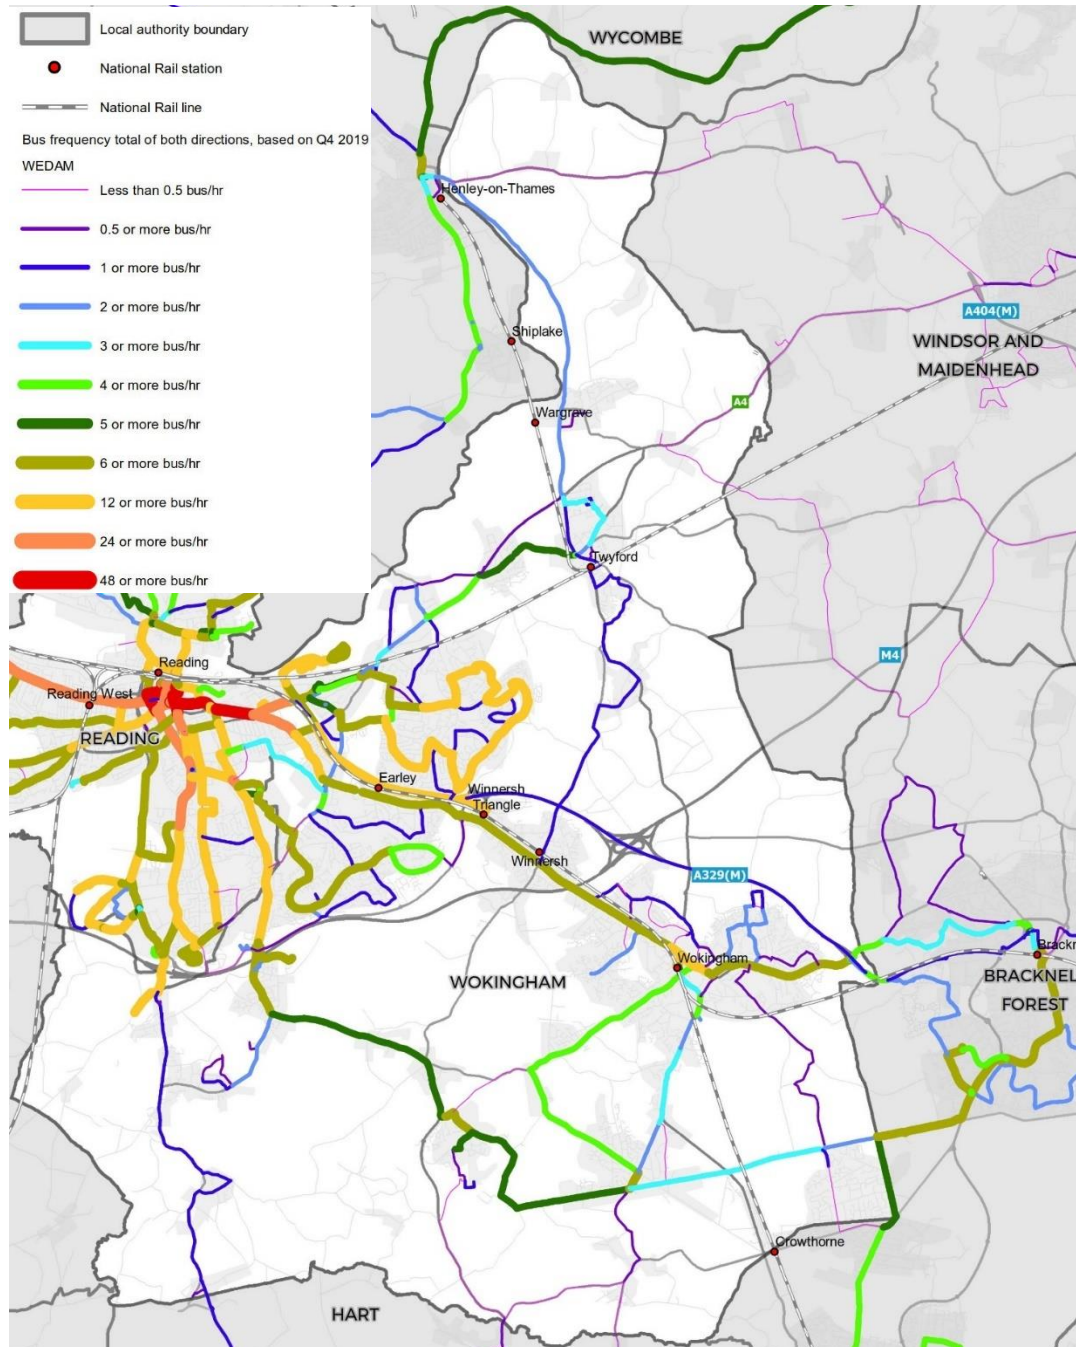 Local authority boundary
National Rail station
National Rail line
Bus frequency total of both directions, based on Q4 2019
WEDAM
Less than 0.5 bus/hr
0.5 or more bus/hr
1 or more bus/hr
2 or more bus/hr
3 or more bus/hr
4 or more bus/hr
5 or more bus/hr
6 or more bus/hr
12 or more bus/hr
24 or more bus/hr
48 or more bus/hr
WYCOMBE
Henley-on-Thames
A404(M)
Shiplake
WINDSOR AND
MAIDENHEAD
A4
Wargrave
Twyford
M4
Reading
Reading West
READING
Earley
Winnersh
Triangle
Winnersh
A329(M)
Wokingham
WOKINGHAM
Brackn
BRACKNEL
FOREST
Crowthorne
HART